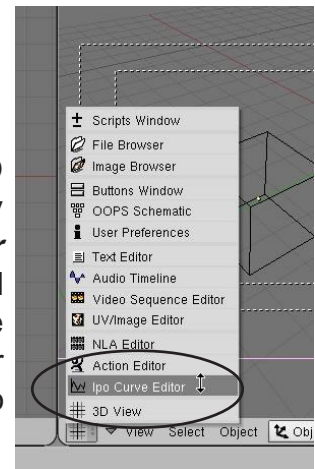 Scripts Window
File Browser
Image Browser
Buttons Window
OOPS Schematic
User Preferences
Text Editor
Audio Timeline
Video Sequence Editor
UV/Image Editor
NLA Editor
Action Editor
Ipo Curve Editor
3D View
View Select Object Obj